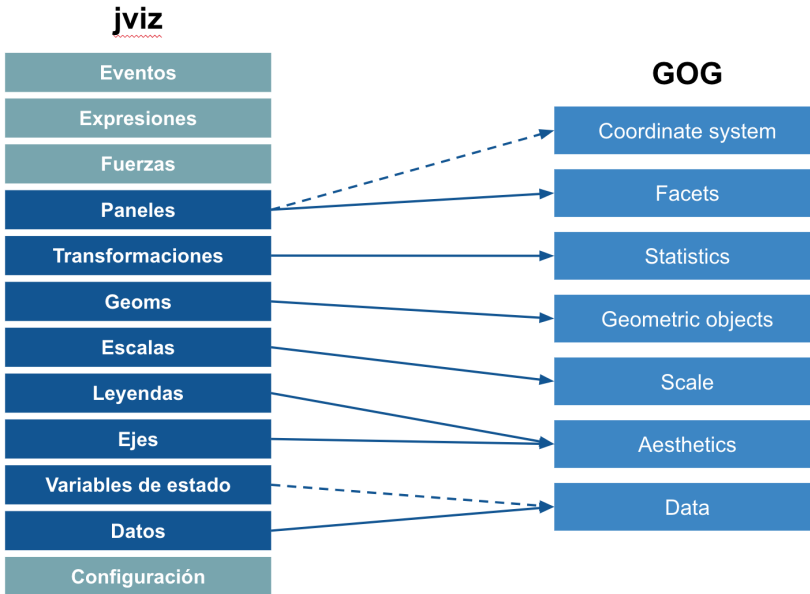 jviz
Eventos
Expresiones
Fuerzas
Paneles
Transformaciones
Geoms
Escalas
Leyendas
Ejes
Variables de estado
Datos
Configuración
GOG
Coordinate system
Facets
Statistics
Geometric objects
Scale
Aesthetics
Data